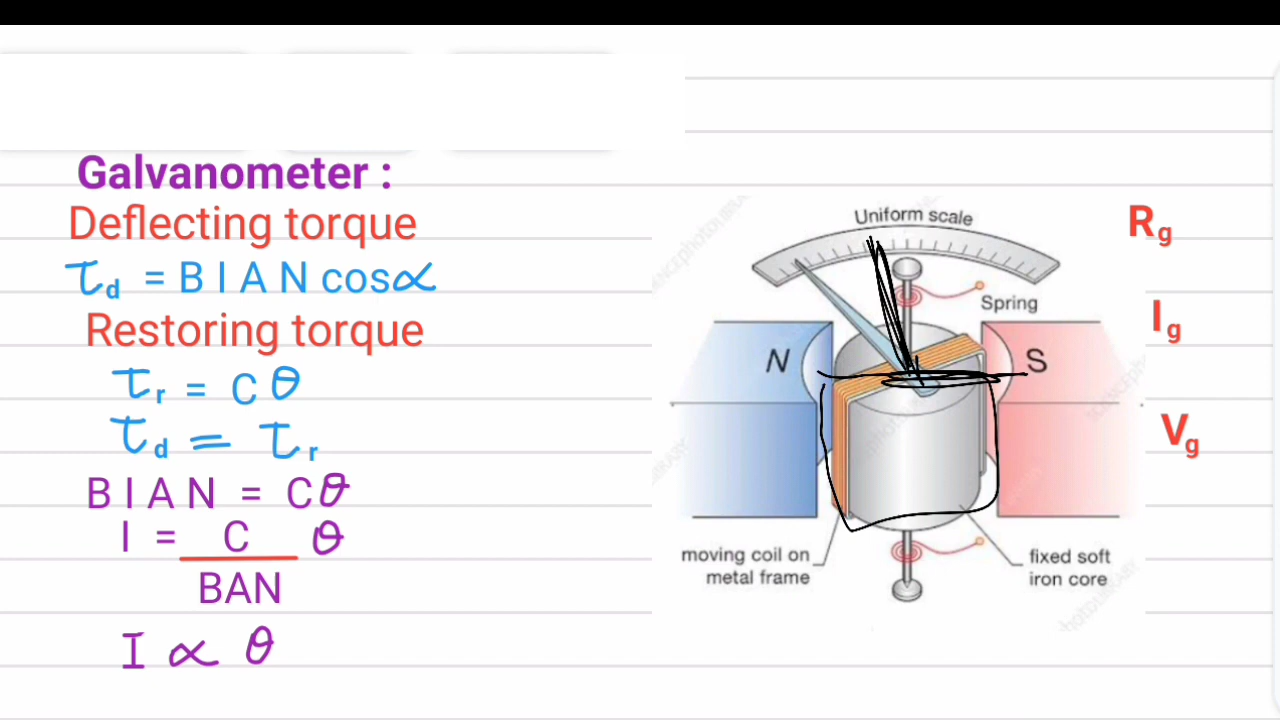 Galvanometer :
Deflecting torque
τd = B I A N cosα
Restoring torque
τr = C θ
τd = τr
B I A N = C θ
I = C θ
BAN
I ∝ θ
Uniform scale
Spring
N
S
moving coil on
metal frame
fixed soft
iron core
Rg
Ig
Vg